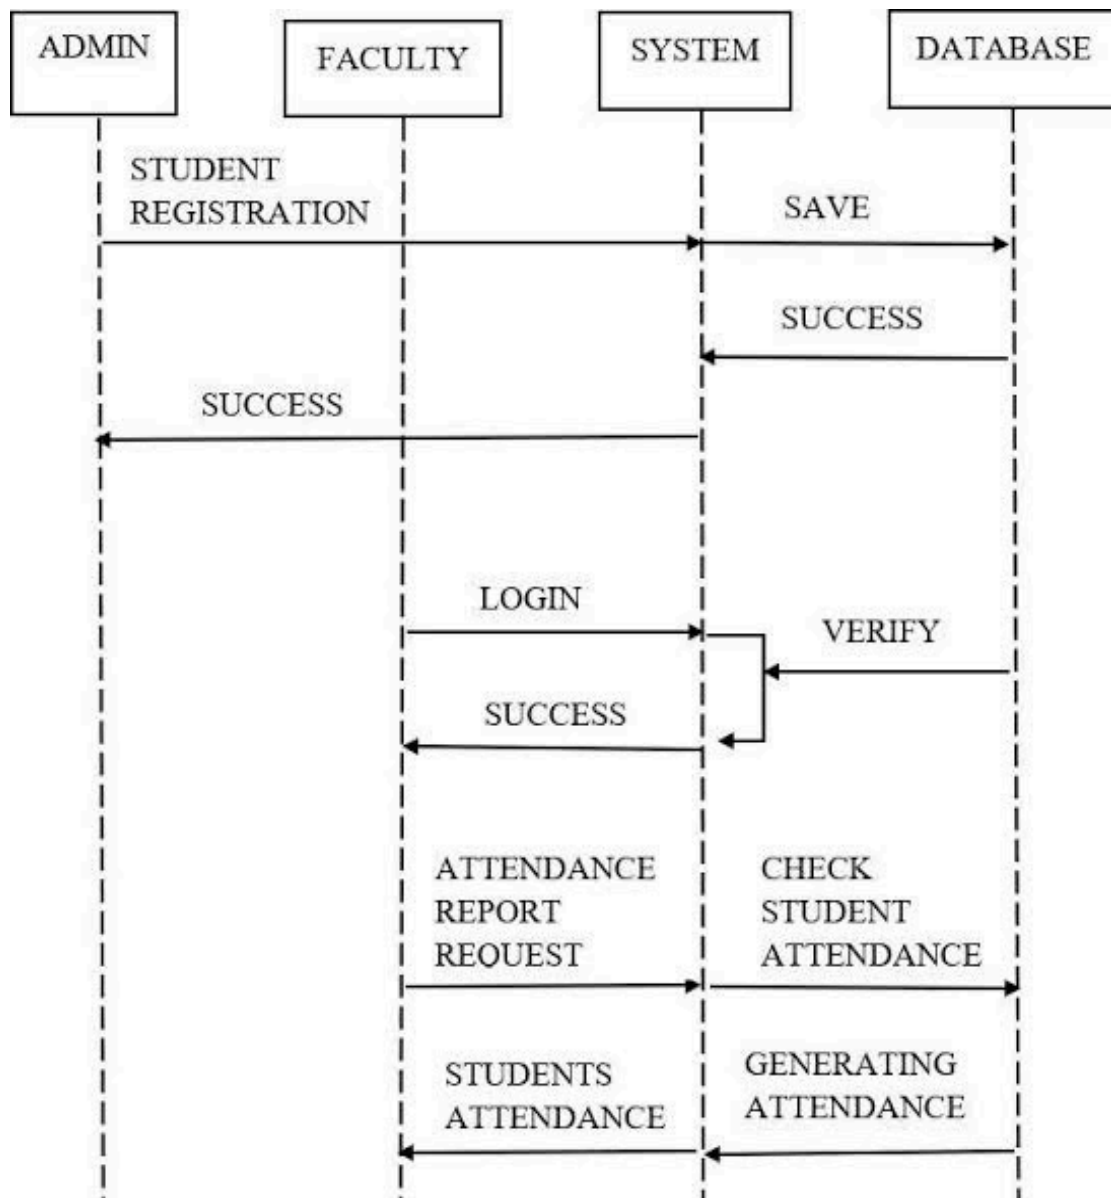 ADMIN
FACULTY
SYSTEM
DATABASE
STUDENT
REGISTRATION
SAVE
SUCCESS
SUCCESS
LOGIN
VERIFY
SUCCESS
ATTENDANCE
REPORT
REQUEST
CHECK
STUDENT
ATTENDANCE
STUDENTS
ATTENDANCE
GENERATING
ATTENDANCE